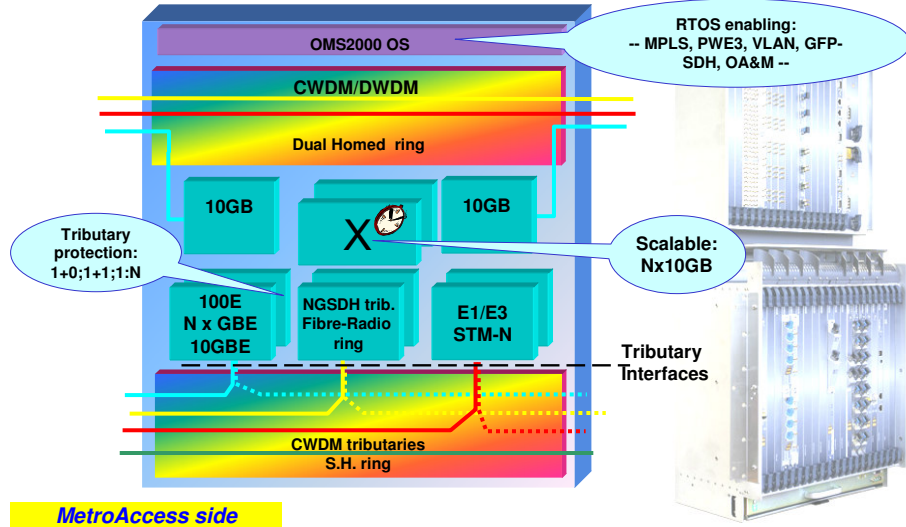 RTOS enabling:
-- MPLS, PWE3, VLAN, GFP-
SDH, OA&M --
OMS2000 OS
CWDM/DWDM
Dual Homed ring
10GB
X
10GB
Tributary
protection:
1+0;1+1;1:N
Scalable:
Nx10GB
100E
N x GBE
10GBE
NGSDH trib.
Fibre-Radio
ring
E1/E3
STM-N
Tributary
Interfaces
CWDM tributaries
S.H. ring
MetroAccess side